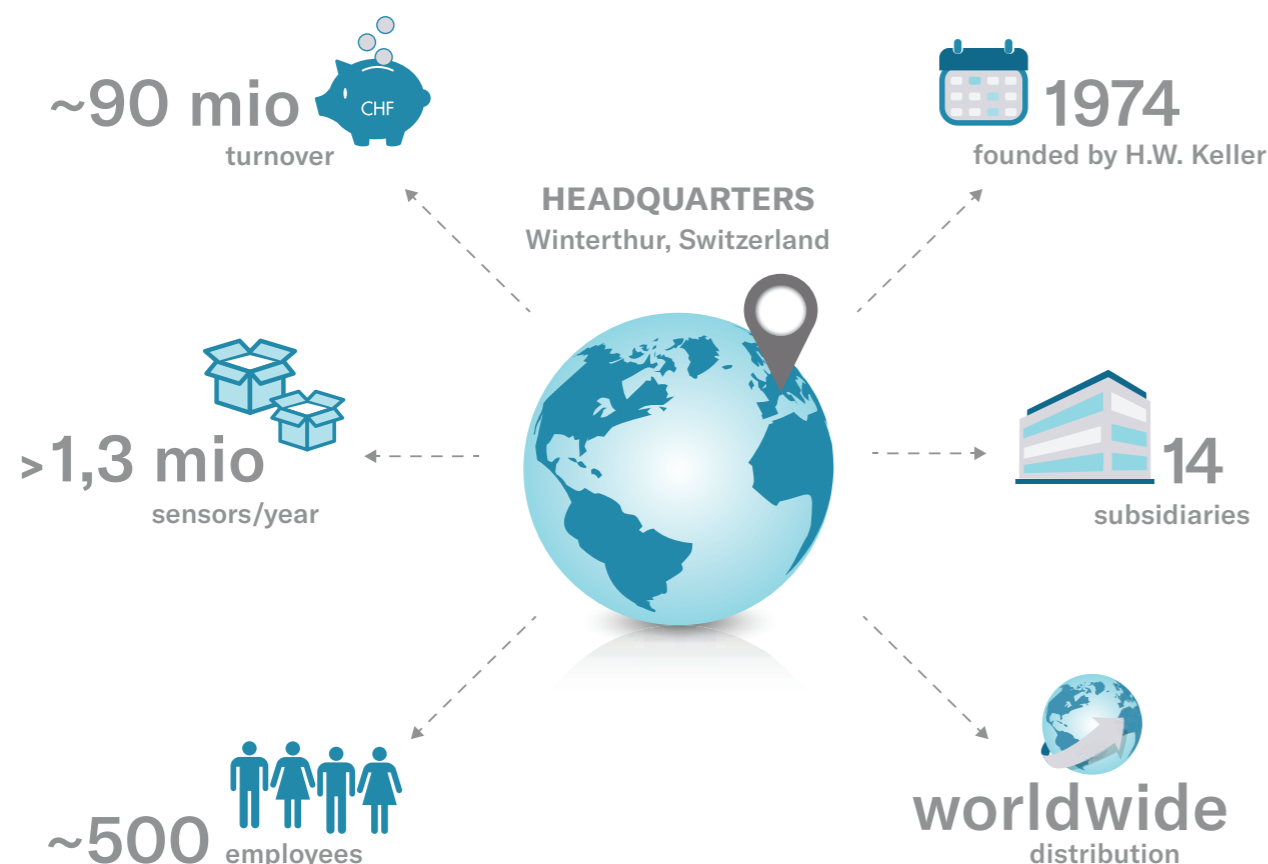 ~90 mio
CHF
turnover
1974
founded by H.W. Keller
HEADQUARTERS
Winterthur, Switzerland
>1,3 mio
sensors/year
14
subsidiaries
~500 employees
worldwide
distribution